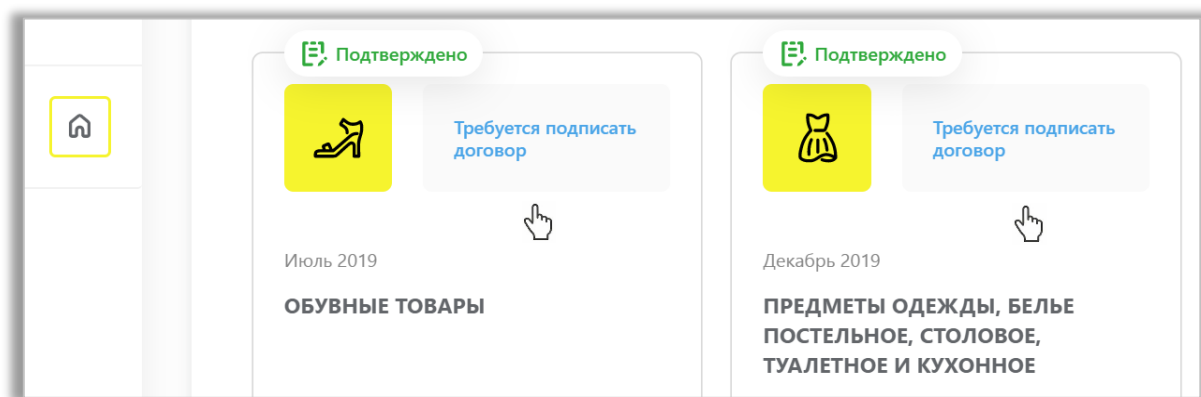 Подтверждено
Требуется подписать
договор
Июль 2019
ОБУВНЫЕ ТОВАРЫ
Подтверждено
Требуется подписать
договор
Декабрь 2019
ПРЕДМЕТЫ ОДЕЖДЫ, БЕЛЬЕ
ПОСТЕЛЬНОЕ, СТОЛОВОЕ,
ТУАЛЕТНОЕ И КУХОННОЕ